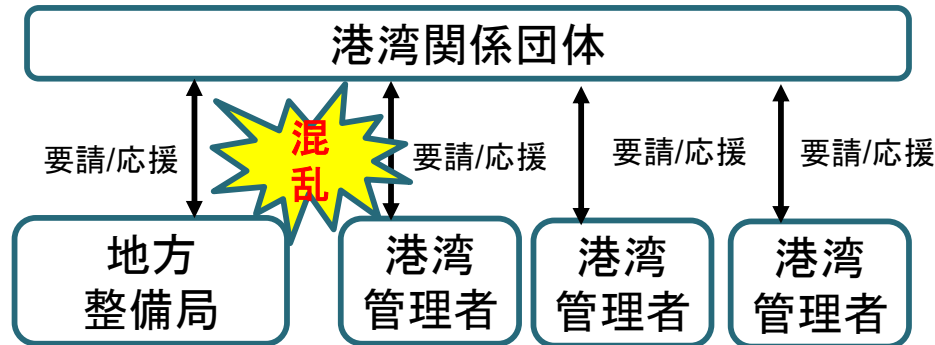 港湾関係団体
混
乱
要請/応援
要請/応援
要請/応援
要請/応援
地方
整備局
港湾
管理者
港湾
管理者
港湾
管理者